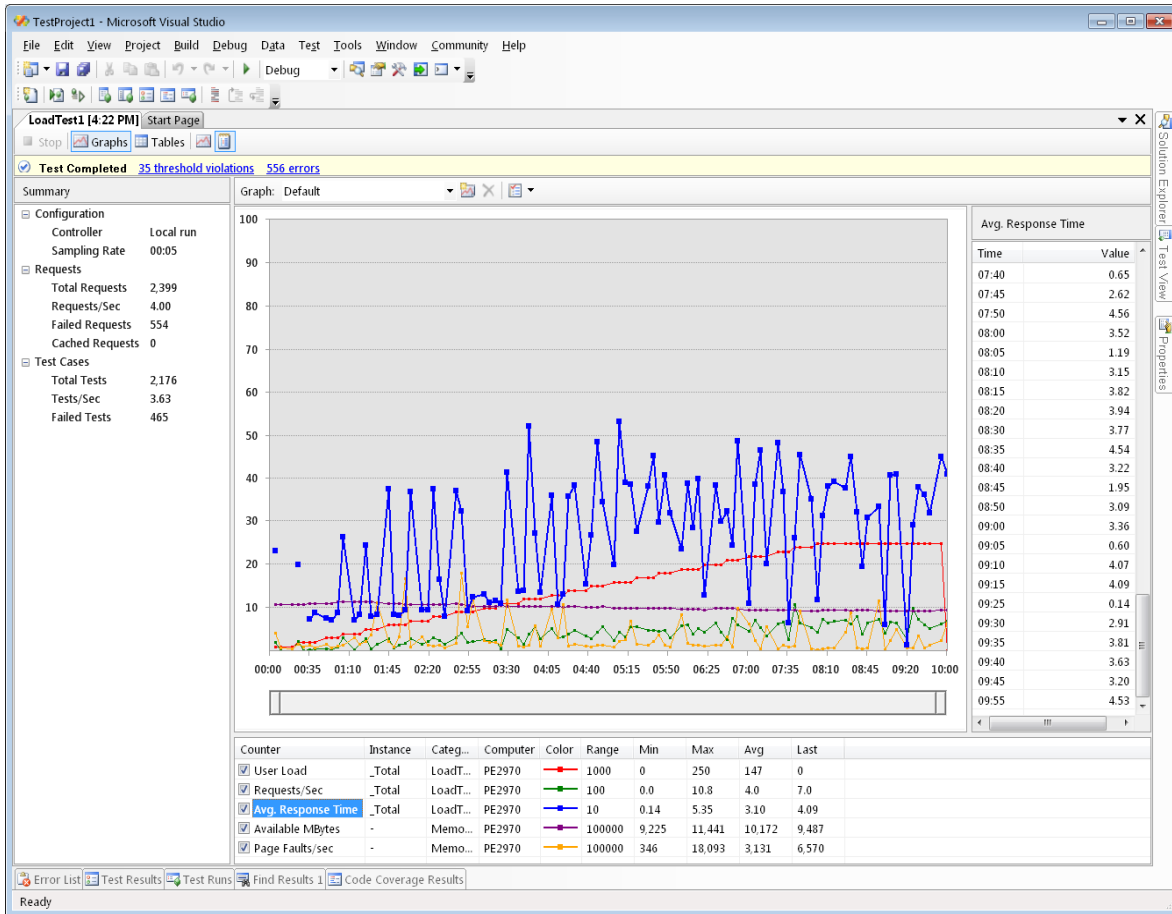 TestProject1 - Microsoft Visual Studio
File Edit View Project Build Debug Data Test Tools Window Community Help
Debug
LoadTest1 [4:22 PM] Start Page
Stop Graphs Tables
Test Completed 35 threshold violations 556 errors
Summary
Configuration
Controller Local run
Sampling Rate 00:05
Requests
Total Requests 2,399
Requests/Sec 4.00
Failed Requests 554
Cached Requests 0
Test Cases
Total Tests 2,176
Tests/Sec 3.63
Failed Tests 465
Graph: Default
100
90
80
70
60
50
40
30
20
10
00:00 00:35 01:10 01:45 02:20 02:55 03:30 04:05 04:40 05:15 05:50 06:25 07:00 07:35 08:10 08:45 09:20 10:00
Avg. Response Time
Time Value
07:40 0.65
07:45 2.62
07:50 4.56
08:00 3.52
08:05 1.19
08:10 3.15
08:15 3.82
08:20 3.94
08:30 3.77
08:35 4.54
08:40 3.22
08:45 1.95
08:50 3.09
09:00 3.36
09:05 0.60
09:10 4.07
09:15 4.09
09:25 0.14
09:30 2.91
09:35 3.81
09:40 3.63
09:45 3.20
09:55 4.53
Solution Explorer
Test View
Properties
Counter Instance Categ... Computer Color Range Min Max Avg Last
User Load _Total LoadT... PE2970 1000 0 250 147 0
Requests/Sec _Total LoadT... PE2970 100 0.0 10.8 4.0 7.0
Avg. Response Time _Total LoadT... PE2970 10 0.14 5.35 3.10 4.09
Available MBytes - Memo... PE2970 100000 9,225 11,441 10,172 9,487
Page Faults/sec - Memo... PE2970 100000 346 18,093 3,131 6,570
Error List Test Results Test Runs Find Results 1 Code Coverage Results
Ready